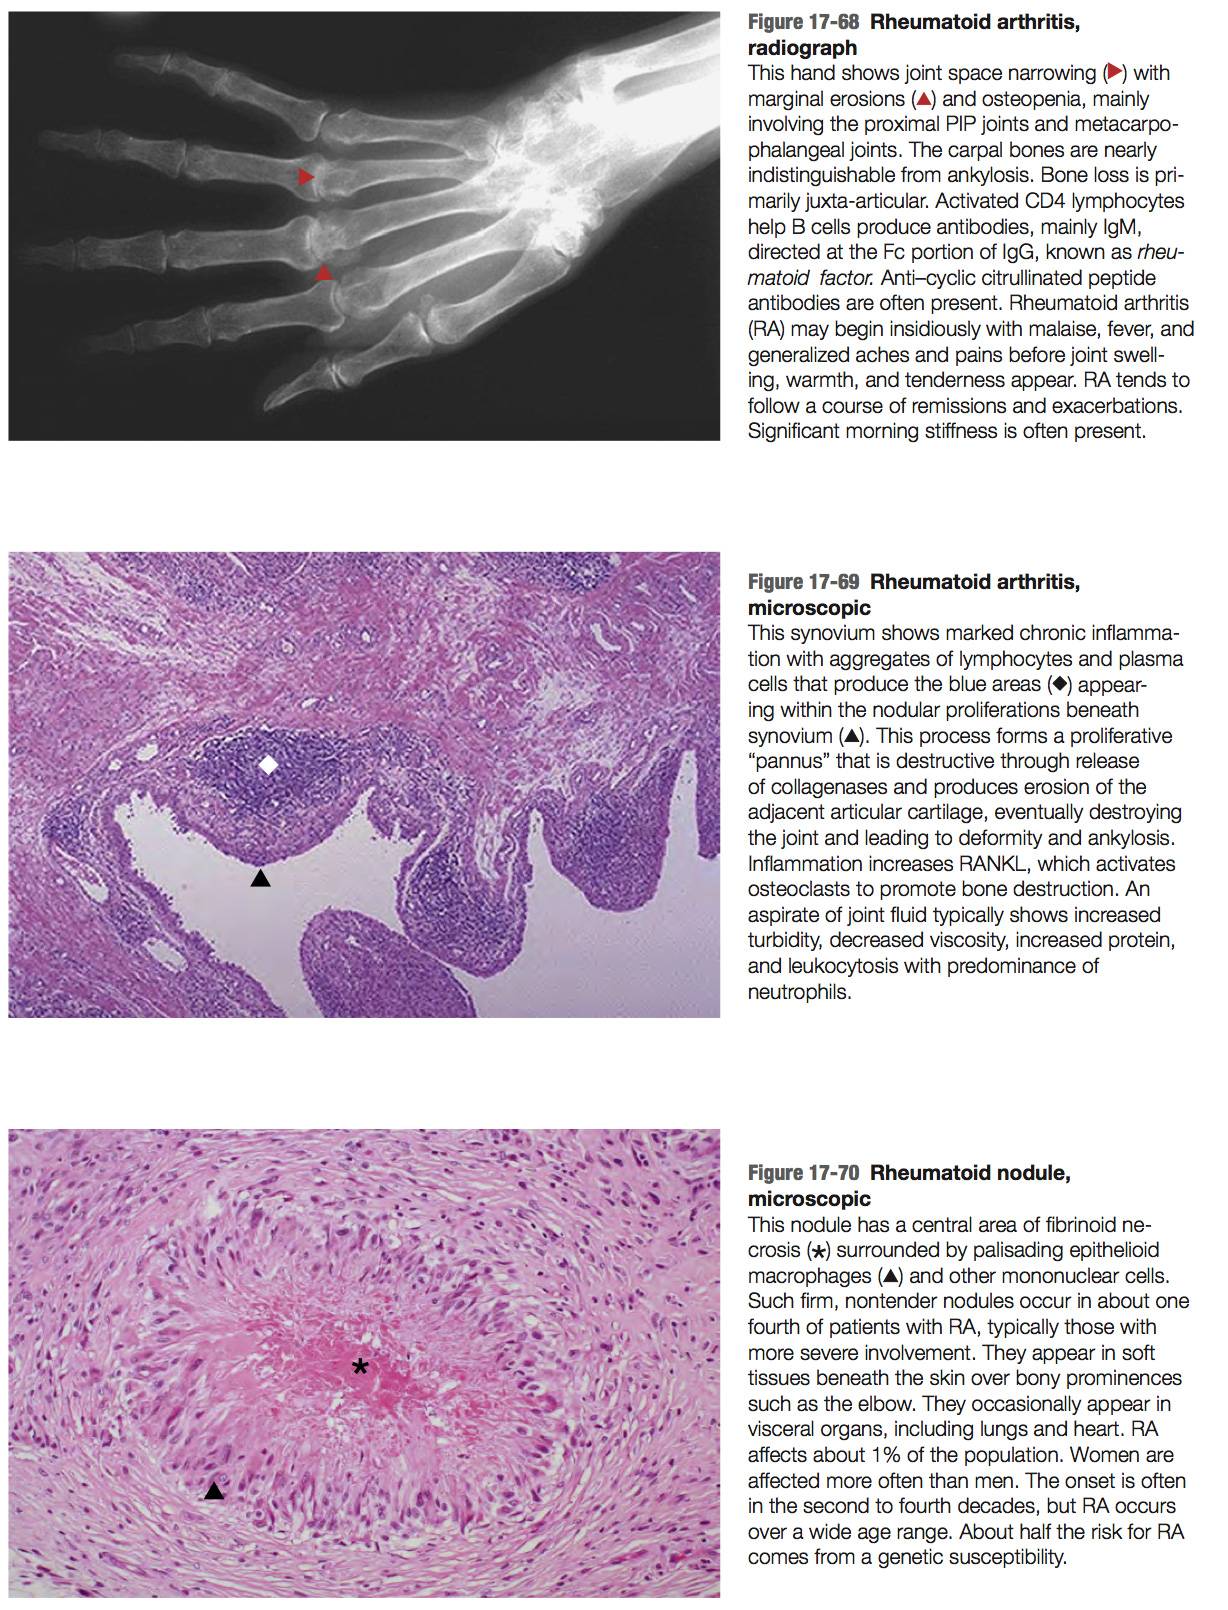 Figure 17-68 Rheumatoid arthritis,
radiograph
This hand shows joint space narrowing (▶) with
marginal erosions (▲) and osteopenia, mainly
involving the proximal PIP joints and metacarpo-
phalangeal joints. The carpal bones are nearly
indistinguishable from ankylosis. Bone loss is pri-
marily juxta-articular. Activated CD4 lymphocytes
help B cells produce antibodies, mainly IgM,
directed at the Fc portion of IgG, known as rheu-
matoid factor. Anti–cyclic citrullinated peptide
antibodies are often present. Rheumatoid arthritis
(RA) may begin insidiously with malaise, fever, and
generalized aches and pains before joint swell-
ing, warmth, and tenderness appear. RA tends to
follow a course of remissions and exacerbations.
Significant morning stiffness is often present.
Figure 17-69 Rheumatoid arthritis,
microscopic
This synovium shows marked chronic inflamma-
tion with aggregates of lymphocytes and plasma
cells that produce the blue areas (◆) appear-
ing within the nodular proliferations beneath
synovium (▲). This process forms a proliferative
“pannus” that is destructive through release
of collagenases and produces erosion of the
adjacent articular cartilage, eventually destroying
the joint and leading to deformity and ankylosis.
Inflammation increases RANKL, which activates
osteoclasts to promote bone destruction. An
aspirate of joint fluid typically shows increased
turbidity, decreased viscosity, increased protein,
and leukocytosis with predominance of
neutrophils.
Figure 17-70 Rheumatoid nodule,
microscopic
This nodule has a central area of fibrinoid ne-
crosis (*) surrounded by palisading epithelioid
macrophages (▲) and other mononuclear cells.
Such firm, nontender nodules occur in about one
fourth of patients with RA, typically those with
more severe involvement. They appear in soft
tissues beneath the skin over bony prominences
such as the elbow. They occasionally appear in
visceral organs, including lungs and heart. RA
affects about 1% of the population. Women are
affected more often than men. The onset is often
in the second to fourth decades, but RA occurs
over a wide age range. About half the risk for RA
comes from a genetic susceptibility.